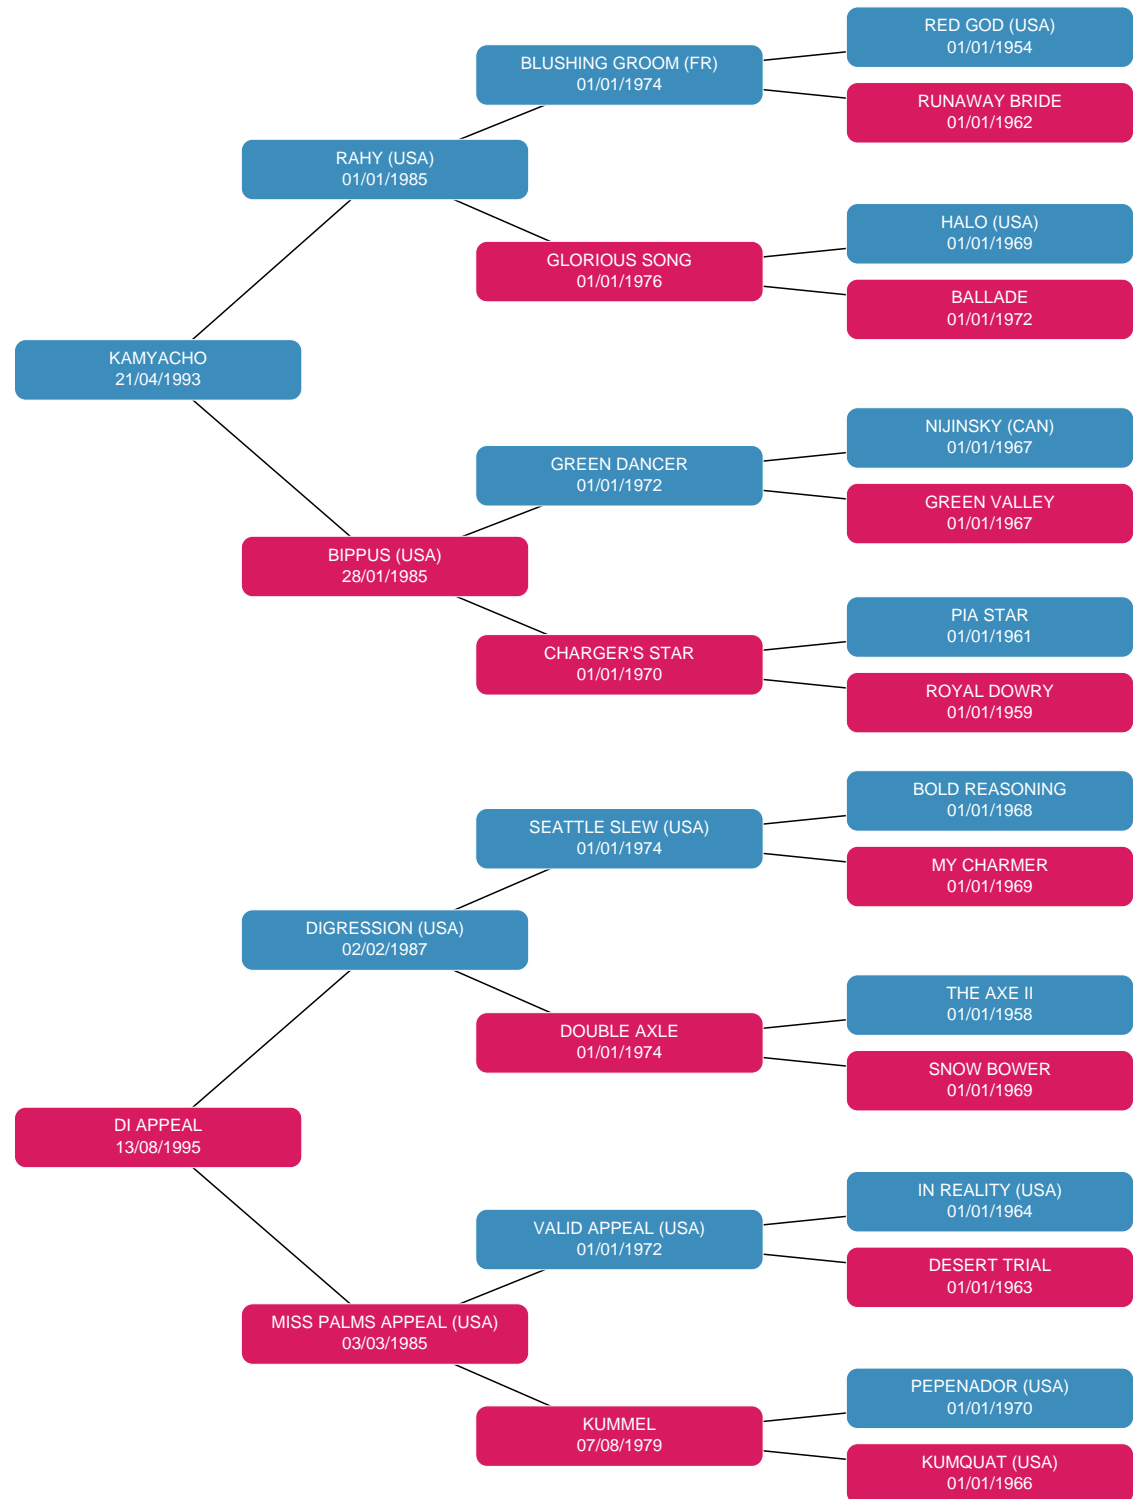 RED GOD (USA)
01/01/1954
BLUSHING GROOM (FR)
01/01/1974
RUNAWAY BRIDE
01/01/1962
RAHY (USA)
01/01/1985
HALO (USA)
01/01/1969
GLORIOUS SONG
01/01/1976
BALLADE
01/01/1972
KAMYACHO
21/04/1993
NIJINSKY (CAN)
01/01/1967
GREEN DANCER
01/01/1972
GREEN VALLEY
01/01/1967
BIPPUS (USA)
28/01/1985
PIA STAR
01/01/1961
CHARGER'S STAR
01/01/1970
ROYAL DOWRY
01/01/1959
BOLD REASONING
01/01/1968
SEATTLE SLEW (USA)
01/01/1974
MY CHARMER
01/01/1969
DIGRESSION (USA)
02/02/1987
THE AXE II
01/01/1958
DOUBLE AXLE
01/01/1974
SNOW BOWER
01/01/1969
DI APPEAL
13/08/1995
IN REALITY (USA)
01/01/1964
VALID APPEAL (USA)
01/01/1972
DESERT TRIAL
01/01/1963
MISS PALMS APPEAL (USA)
03/03/1985
PEPENADOR (USA)
01/01/1970
KUMMEL
07/08/1979
KUMQUAT (USA)
01/01/1966